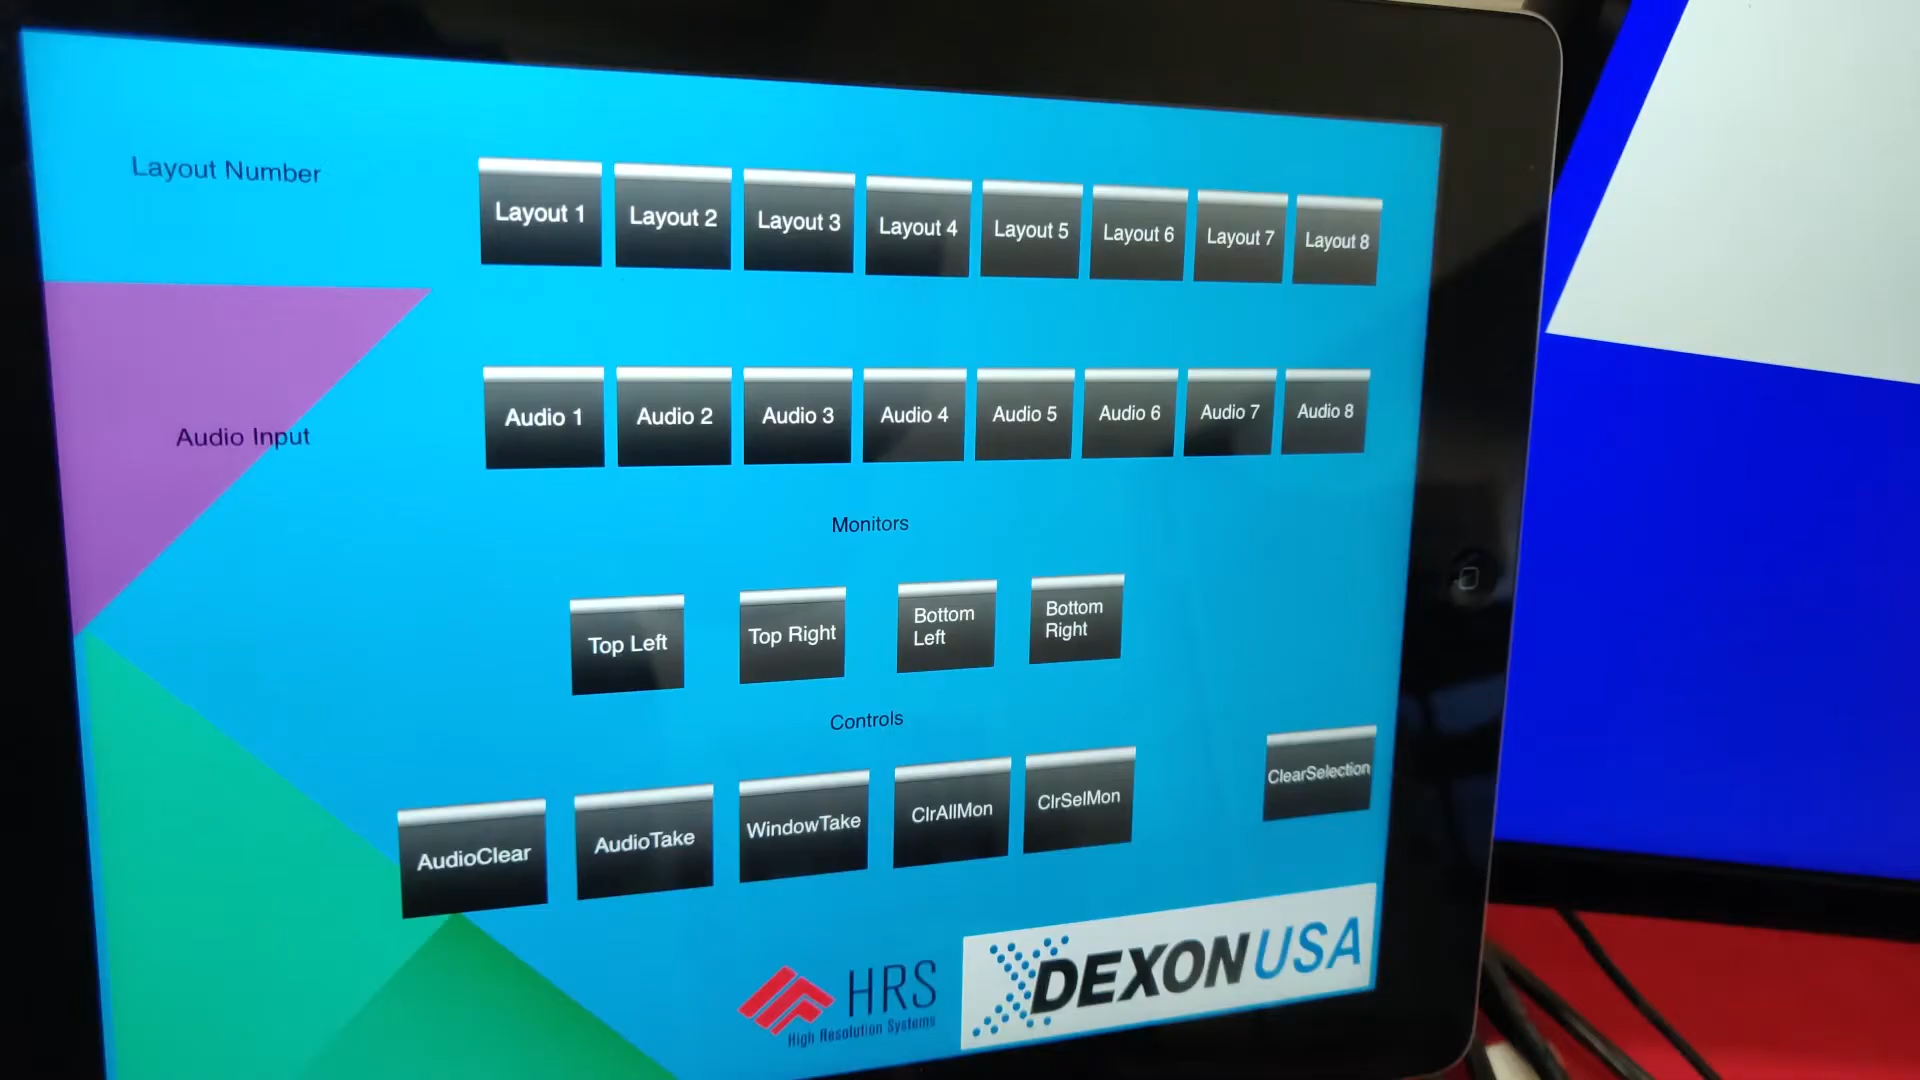 Layout Number
Layout 1
Layout 2
Layout 3
Layout 4
Layout 5
Layout 6
Layout 7
Layout 8
Audio Input
Audio 1
Audio 2
Audio 3
Audio 4
Audio 5
Audio 6
Audio 7
Audio 8
Monitors
Top Left
Top Right
Bottom
Left
Bottom
Right
Controls
AudioClear
AudioTake
WindowTake
ClrAllMon
ClrSelMon
ClearSelection
HRS
High Resolution Systems
DEXON USA